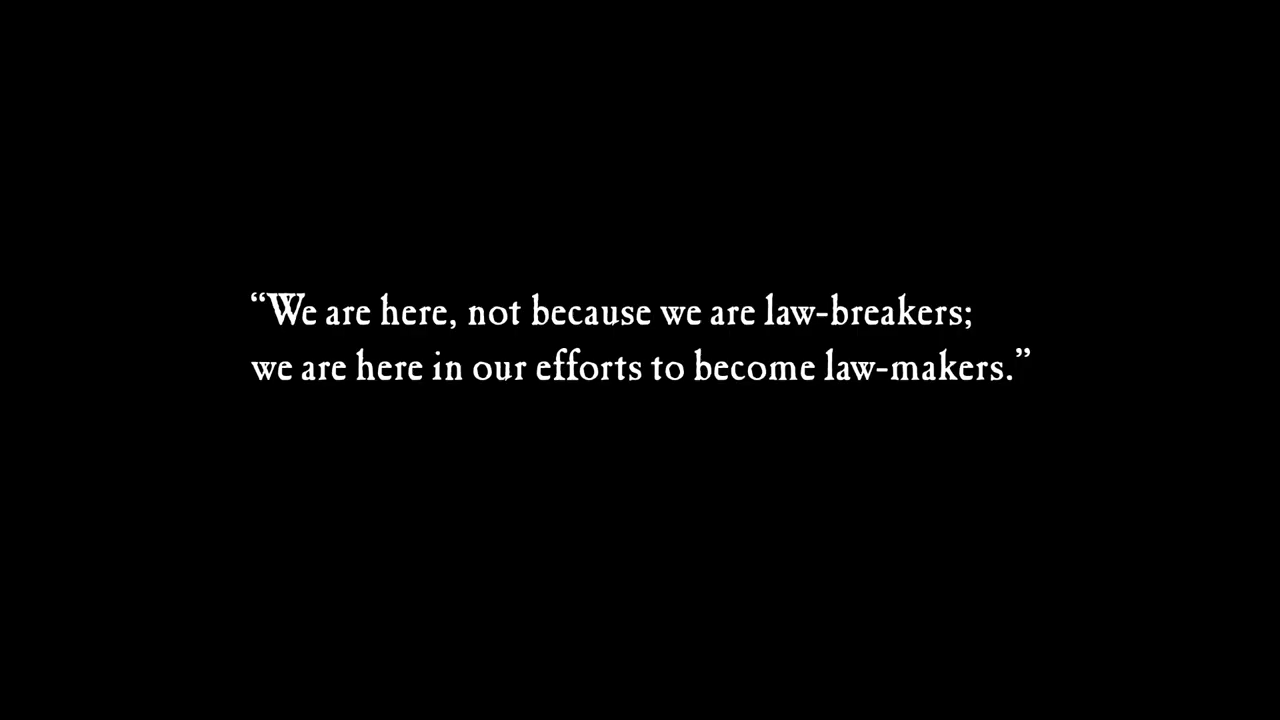 “We are here, not because we are law-breakers;
we are here in our efforts to become law-makers.”